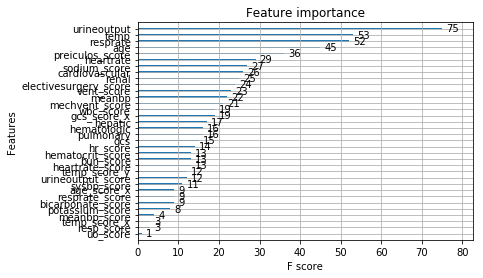 Feature importance
urineoutput 75
temp 53
resprate 52
age 45
preiculos_score 36
heartrate 29
sodium_score 27
cardiovascular 26
renal 25
electivesurgery_score 24
vent_score 23
meanbp 22
mechvent_score 21
wbc_score 19
gcs_score_x 19
hepatic 17
hematologic 16
pulmonary 16
gcs 15
hr_score 14
hematocrit_score 13
bun_score 13
heartrate_score 13
temp_score_y 12
urineoutput_score 12
sysbp_score 11
age_score_x 9
resprate_score 9
bicarbonate_score 9
potassium_score 8
meanbp_score 4
temp_score_x 3
resp_score 3
uo_score 1
Features
0 10 20 30 40 50 60 70 80
F score